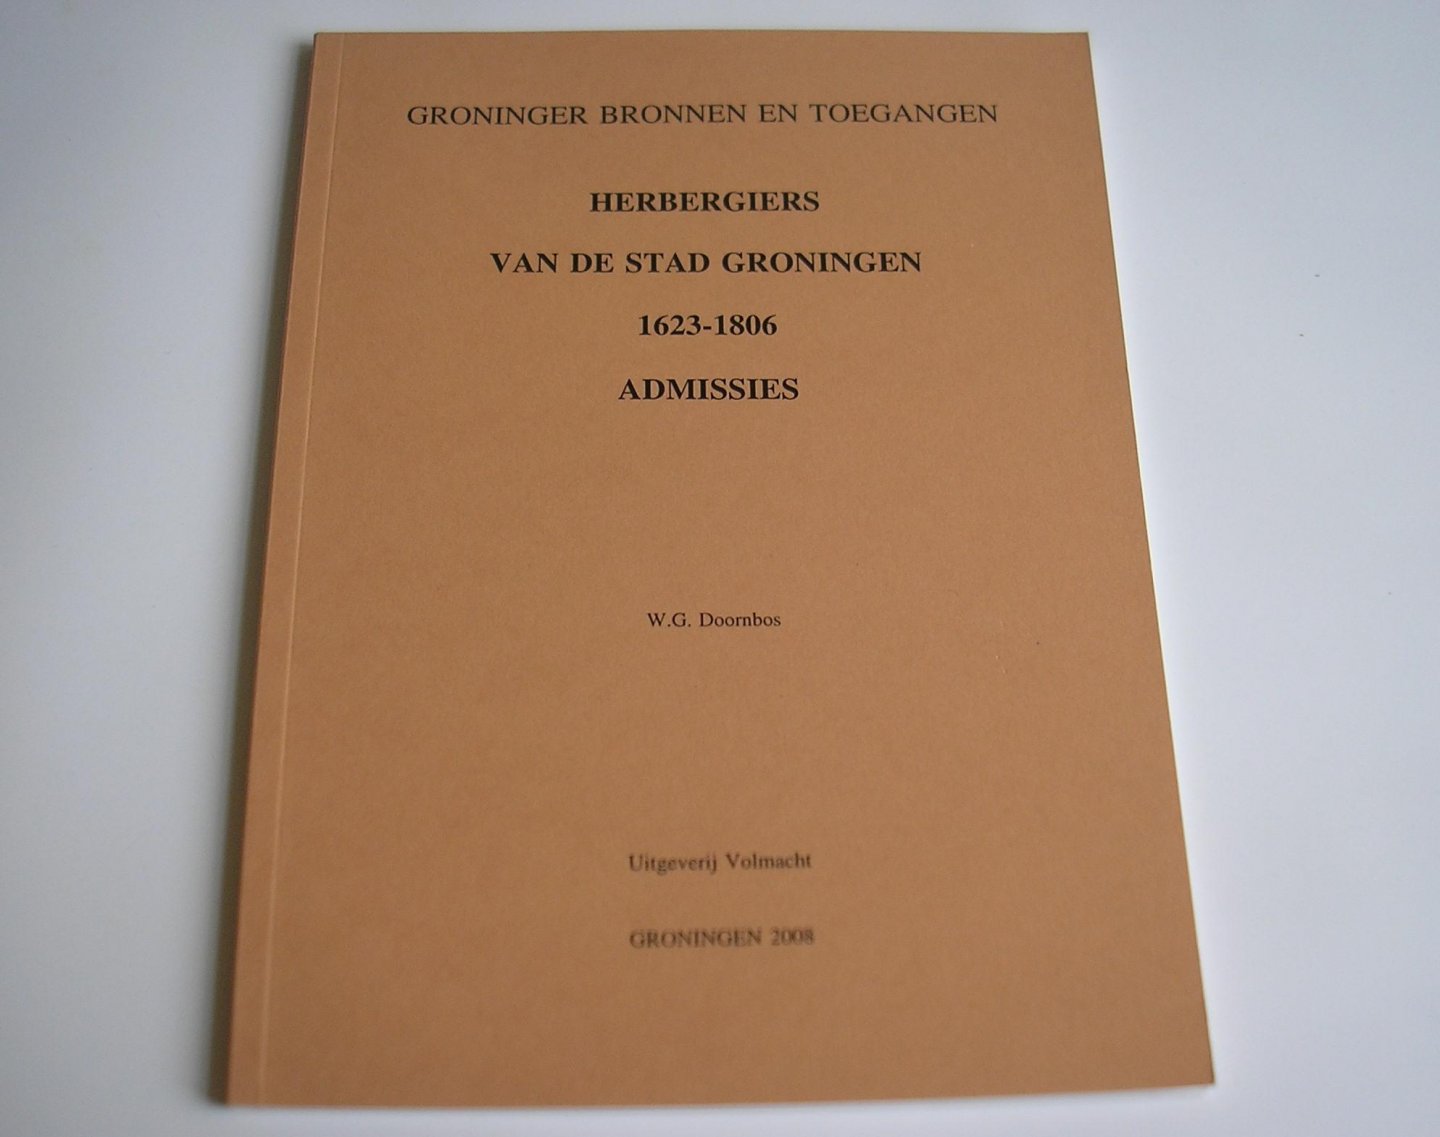 GRONINGER BRONNEN EN TOEGANGEN
HERBERGIERS
VAN DE STAD GRONINGEN
1623-1806
ADMISSIES
W.G. Doornbos
Uitgeverij Volmacht
GRONINGEN 2008